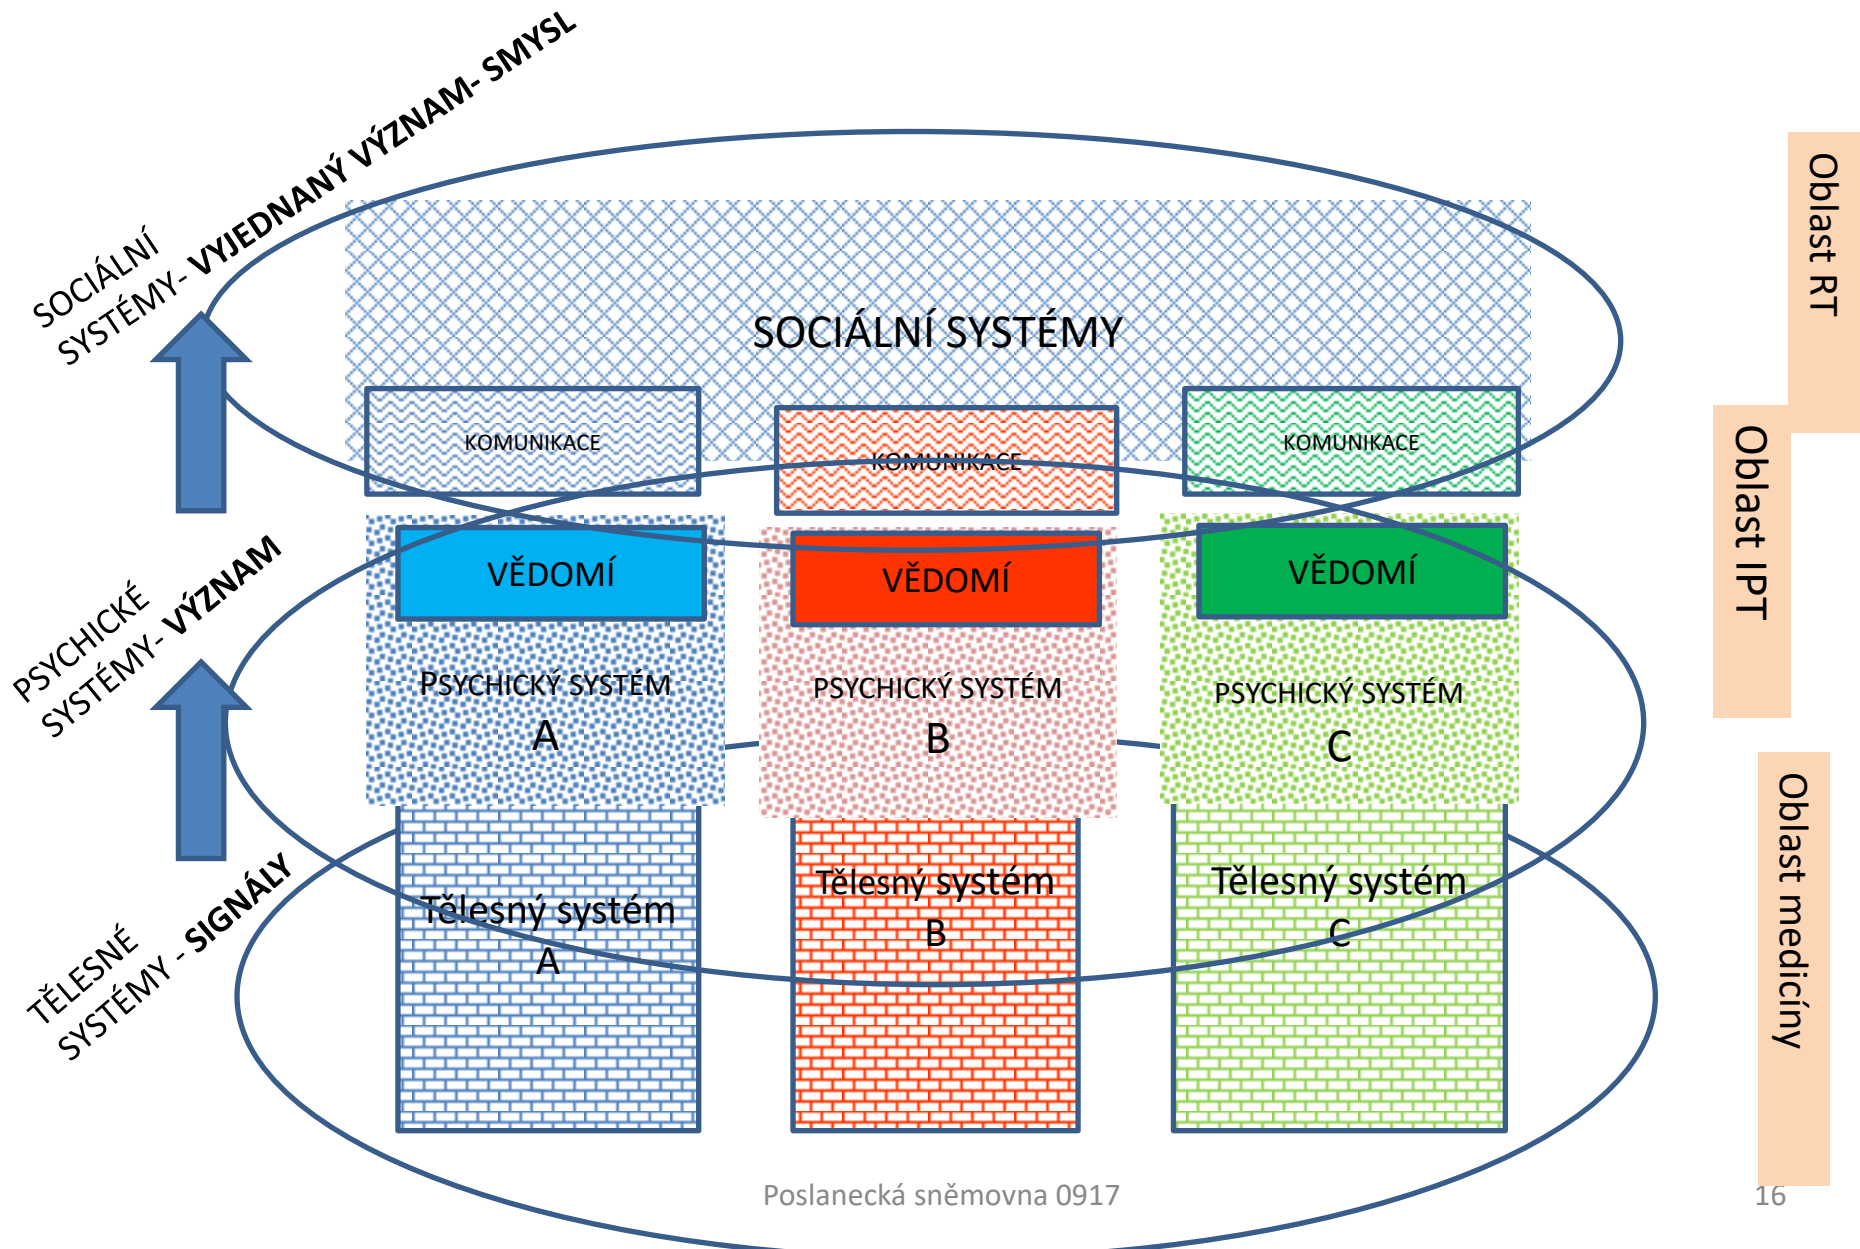 SOCIÁLNÍ
SYSTÉMY- VYJEDNANÝ VÝZNAM- SMYSL
Oblast RT
SOCIÁLNÍ SYSTÉMY
KOMUNIKACE
KOMUNIKACE
KOMUNIKACE
Oblast IPT
PSYCHICKÉ
SYSTÉMY- VÝZNAM
VĚDOMÍ
VĚDOMÍ
VĚDOMÍ
PSYCHICKÝ SYSTÉM
A
PSYCHICKÝ SYSTÉM
B
PSYCHICKÝ SYSTÉM
C
Oblast medicíny
TĚLESNÉ
SYSTÉMY - SIGNÁLY
Tělesný systém
A
Tělesný systém
B
Tělesný systém
C
Poslanecká sněmovna 0917
16